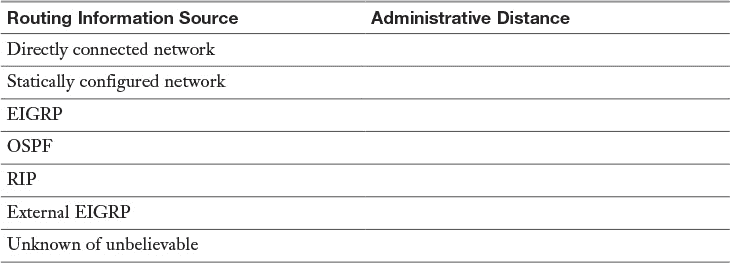 Routing Information Source Administrative Distance
Directly connected network
Statically configured network
EIGRP
OSPF
RIP
External EIGRP
Unknown of unbelievable